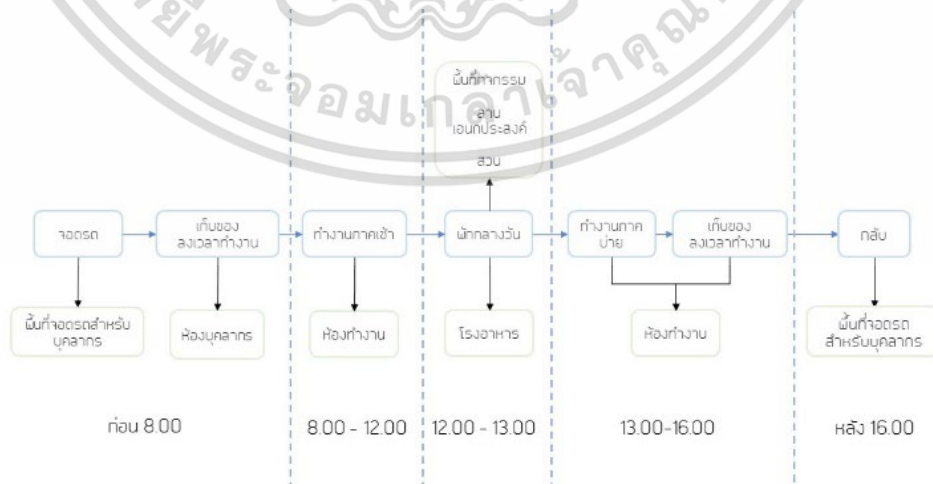 พื้นที่กิจกรรม
ลาน
เอนกประสงค์
สวน
จอดรถ
เก็บของ
ลงเวลาทำงาน
ทำงานภาคเช้า
พักกลางวัน
ทำงานภาค
บ่าย
เก็บของ
ลงเวลาทำงาน
กลับ
พื้นที่จอดรถสำหรับ
บุคลากร
ห้องบุคลากร
ห้องทำงาน
โรงอาหาร
ห้องทำงาน
พื้นที่จอดรถ
สำหรับบุคลากร
ก่อน 8.00
8.00 - 12.00
12.00 - 13.00
13.00-16.00
หลัง 16.00